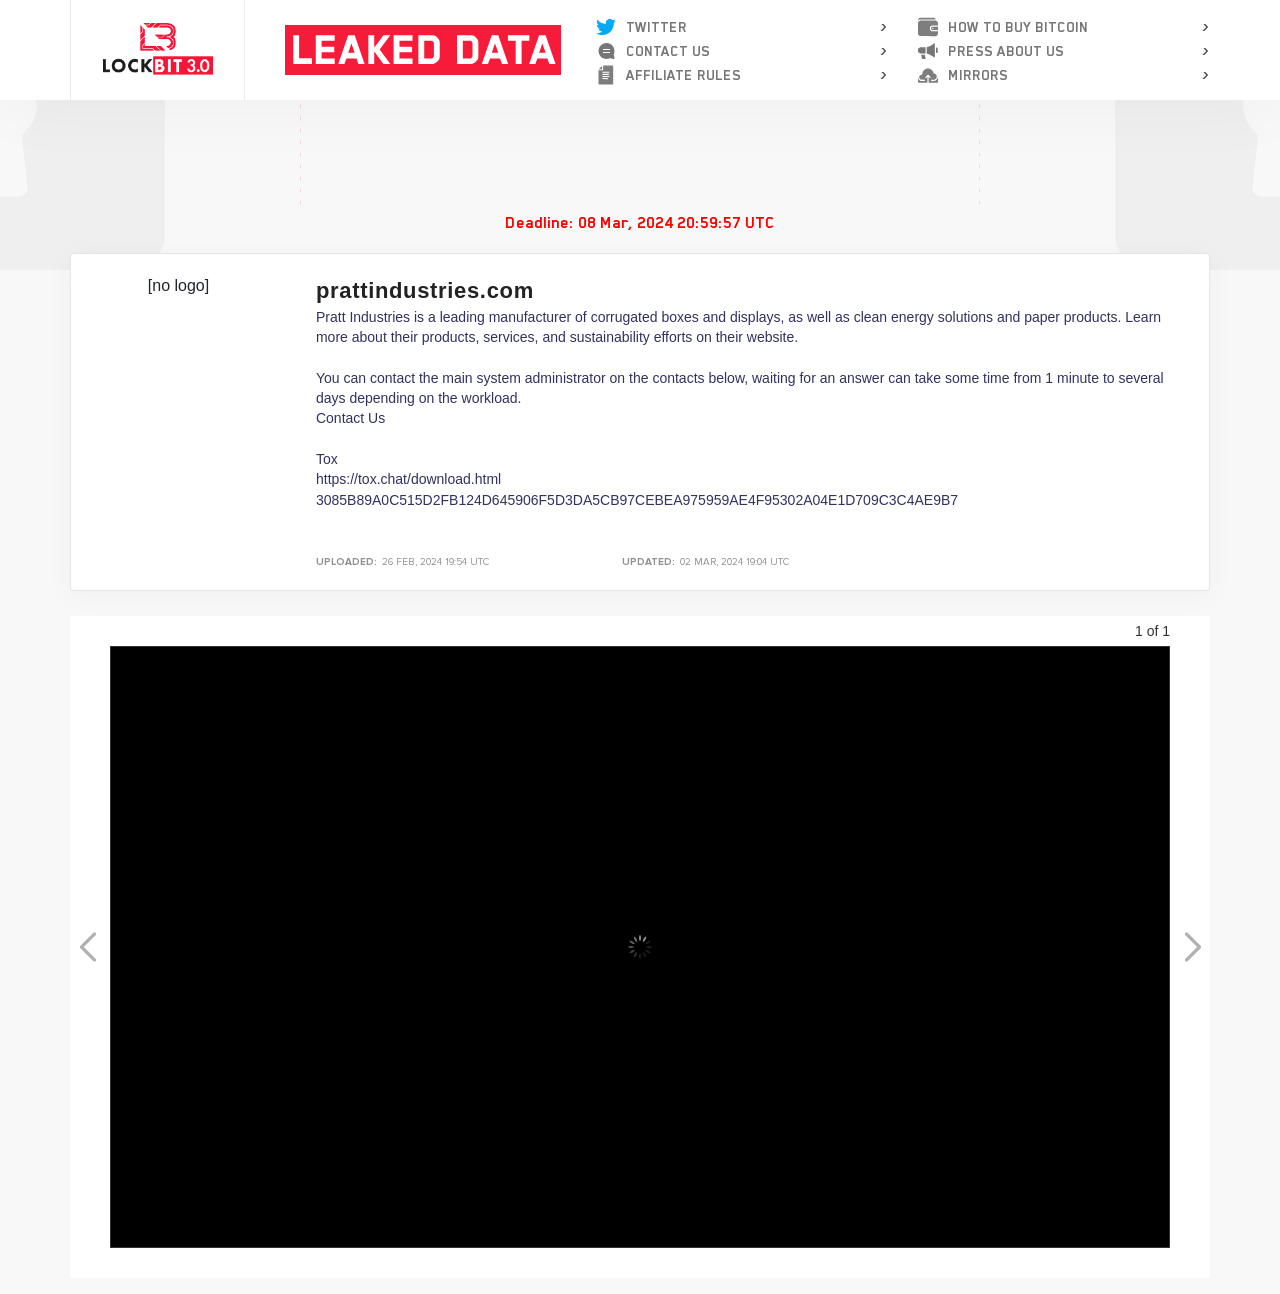 LOCKBIT 3.0
LEAKED DATA
TWITTER
CONTACT US
AFFILIATE RULES
HOW TO BUY BITCOIN
PRESS ABOUT US
MIRRORS
Deadline: 08 Mar, 2024 20:59:57 UTC
[no logo]
prattindustries.com
Pratt Industries is a leading manufacturer of corrugated boxes and displays, as well as clean energy solutions and paper products. Learn
more about their products, services, and sustainability efforts on their website.
You can contact the main system administrator on the contacts below, waiting for an answer can take some time from 1 minute to several
days depending on the workload.
Contact Us
Tox
https://tox.chat/download.html
3085B89A0C515D2FB124D645906F5D3DA5CB97CEBEA975959AE4F95302A04E1D709C3C4AE9B7
UPLOADED: 26 FEB, 2024 19:54 UTC
UPDATED: 02 MAR, 2024 19:04 UTC
1 of 1